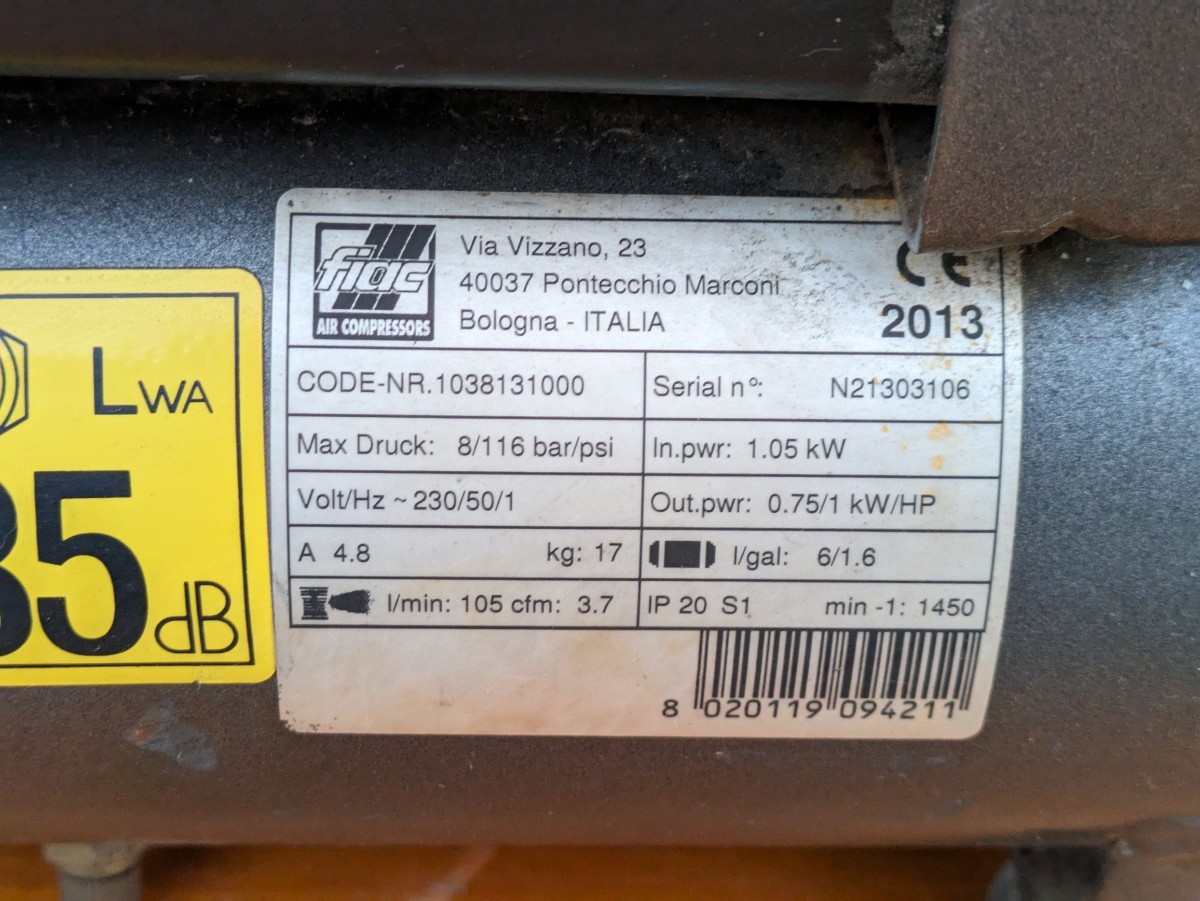 fiac
AIR COMPRESSORS
Via Vizzano, 23
40037 Pontecchio Marconi
Bologna - ITALIA
CE
2013
CODE-NR.1038131000
Serial n°: N21303106
Max Druck: 8/116 bar/psi
In.pwr: 1.05 kW
Volt/Hz ~ 230/50/1
Out.pwr: 0.75/1 kW/HP
A 4.8 kg: 17
l/gal: 6/1.6
l/min: 105 cfm: 3.7
IP 20 S1 min -1: 1450
8 020119 094211
LWA
dB